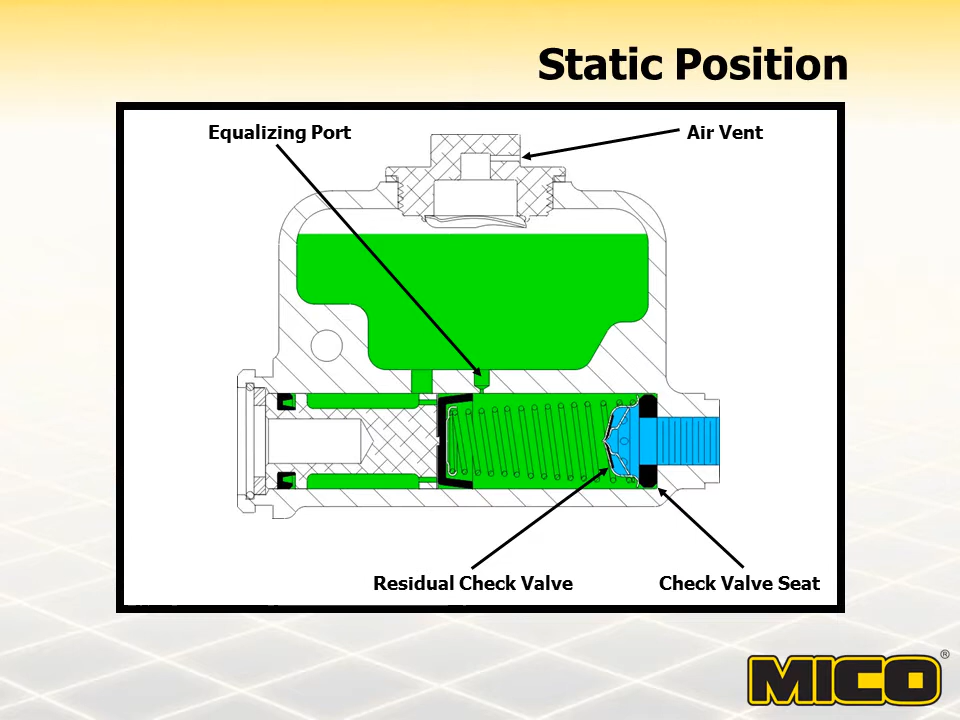 Static Position
Equalizing Port
Air Vent
Residual Check Valve
Check Valve Seat
MICO®